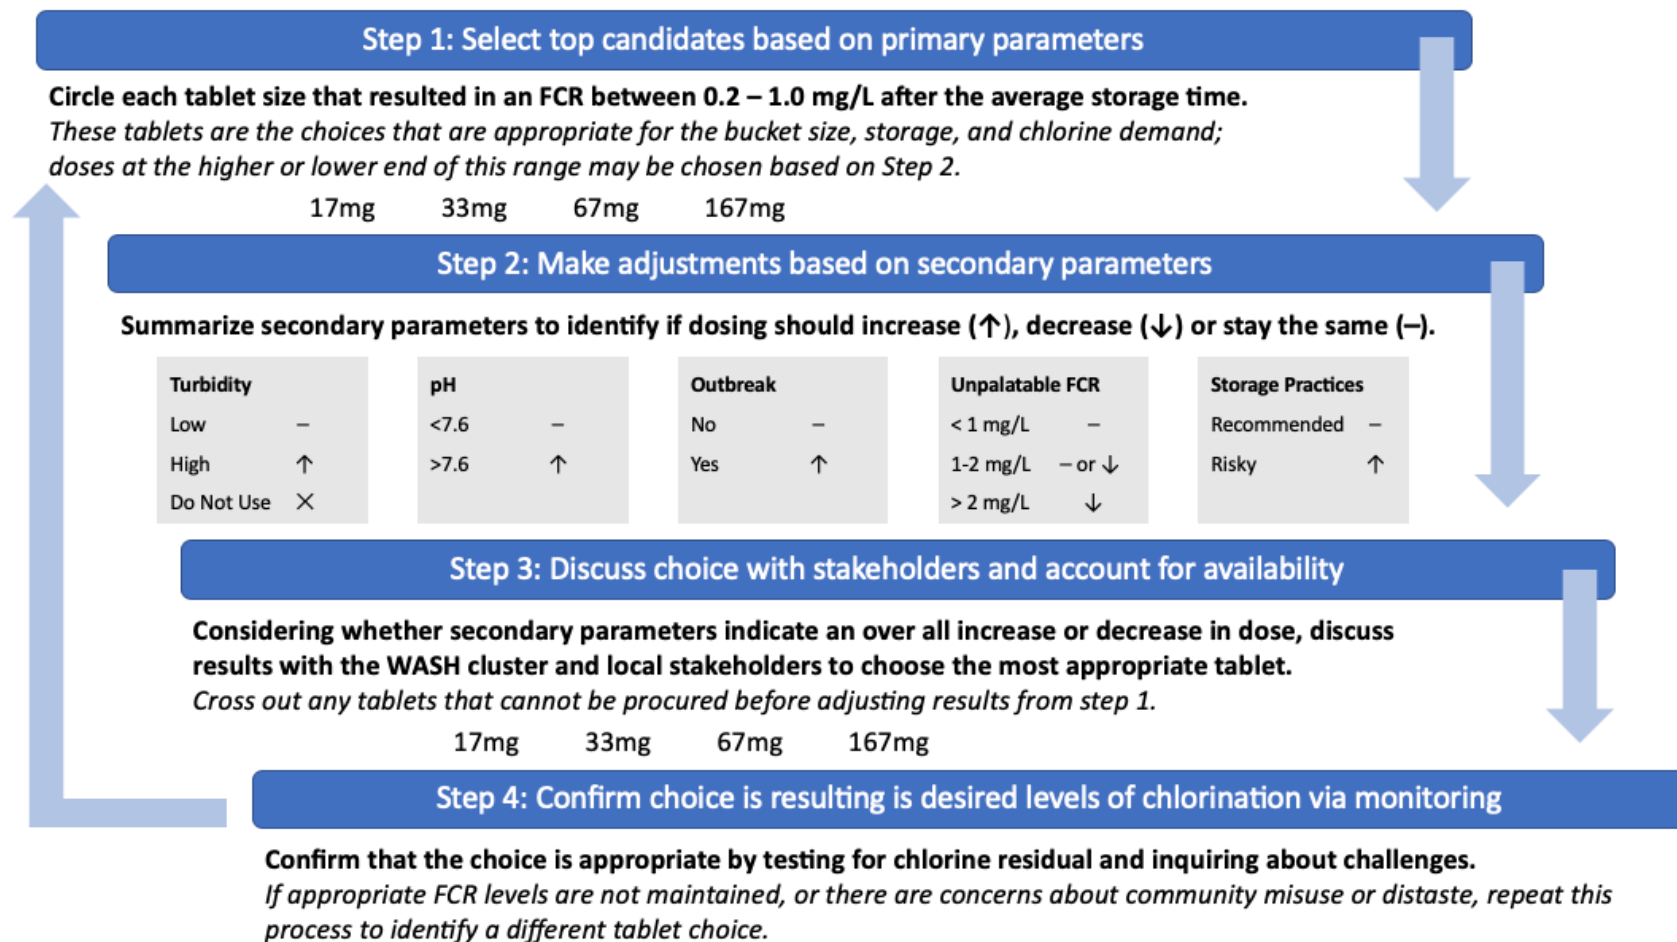 Step 1: Select top candidates based on primary parameters
Circle each tablet size that resulted in an FCR between 0.2 – 1.0 mg/L after the average storage time.
These tablets are the choices that are appropriate for the bucket size, storage, and chlorine demand;
doses at the higher or lower end of this range may be chosen based on Step 2.
17mg 33mg 67mg 167mg
Step 2: Make adjustments based on secondary parameters
Summarize secondary parameters to identify if dosing should increase (↑), decrease (↓) or stay the same (–).
Turbidity
Low –
High ↑
Do Not Use ×
pH
<7.6 –
>7.6 ↑
Outbreak
No –
Yes ↑
Unpalatable FCR
< 1 mg/L –
1-2 mg/L – or ↓
> 2 mg/L ↓
Storage Practices
Recommended –
Risky ↑
Step 3: Discuss choice with stakeholders and account for availability
Considering whether secondary parameters indicate an over all increase or decrease in dose, discuss
results with the WASH cluster and local stakeholders to choose the most appropriate tablet.
Cross out any tablets that cannot be procured before adjusting results from step 1.
17mg 33mg 67mg 167mg
Step 4: Confirm choice is resulting is desired levels of chlorination via monitoring
Confirm that the choice is appropriate by testing for chlorine residual and inquiring about challenges.
If appropriate FCR levels are not maintained, or there are concerns about community misuse or distaste, repeat this
process to identify a different tablet choice.